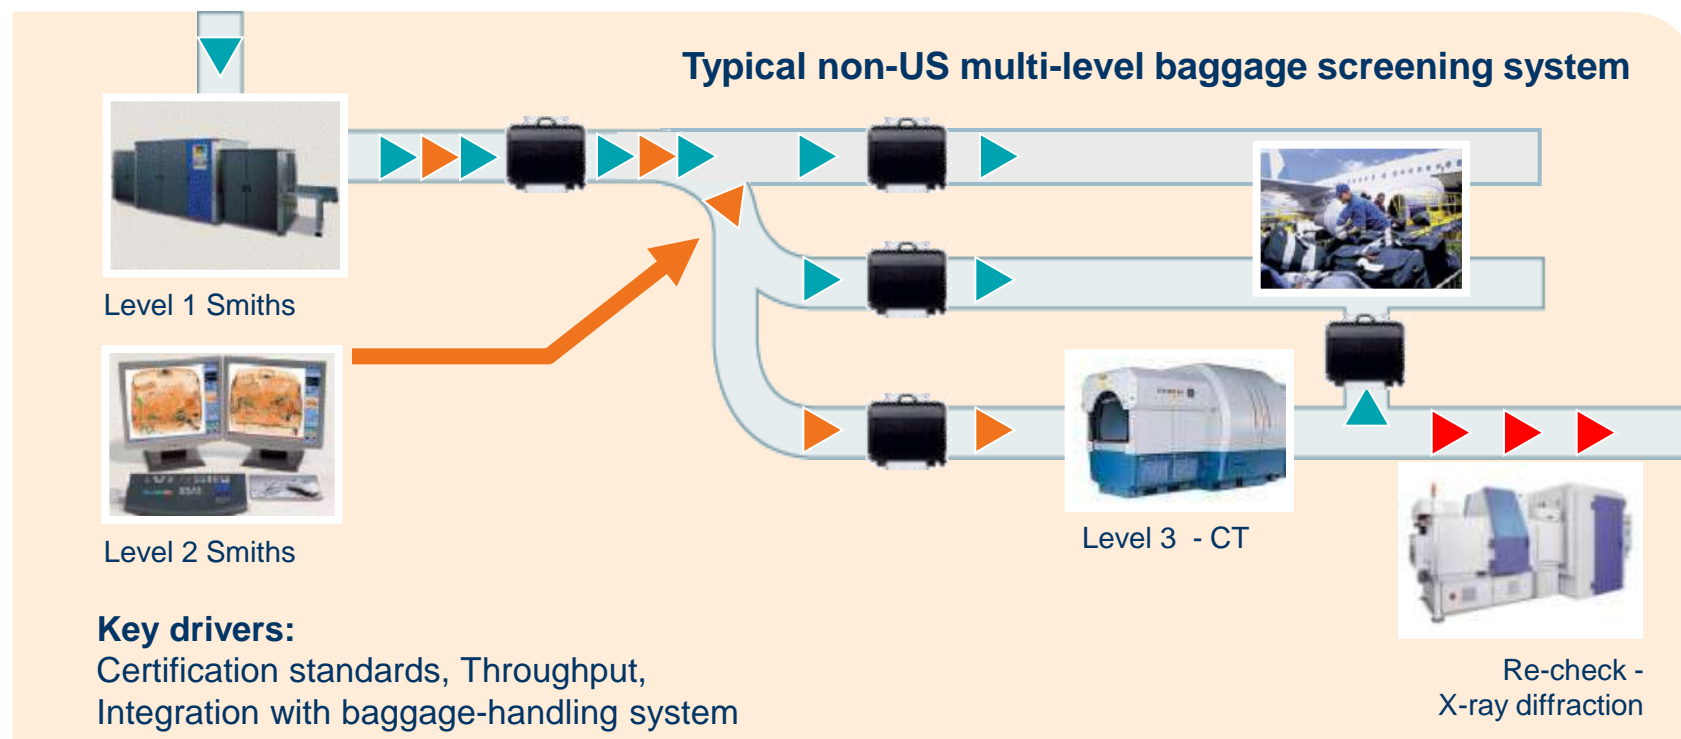 Typical non-US multi-level baggage screening system
Level 1 Smiths
Level 2 Smiths
Level 3 - CT
Re-check -
X-ray diffraction
Key drivers:
Certification standards, Throughput,
Integration with baggage-handling system